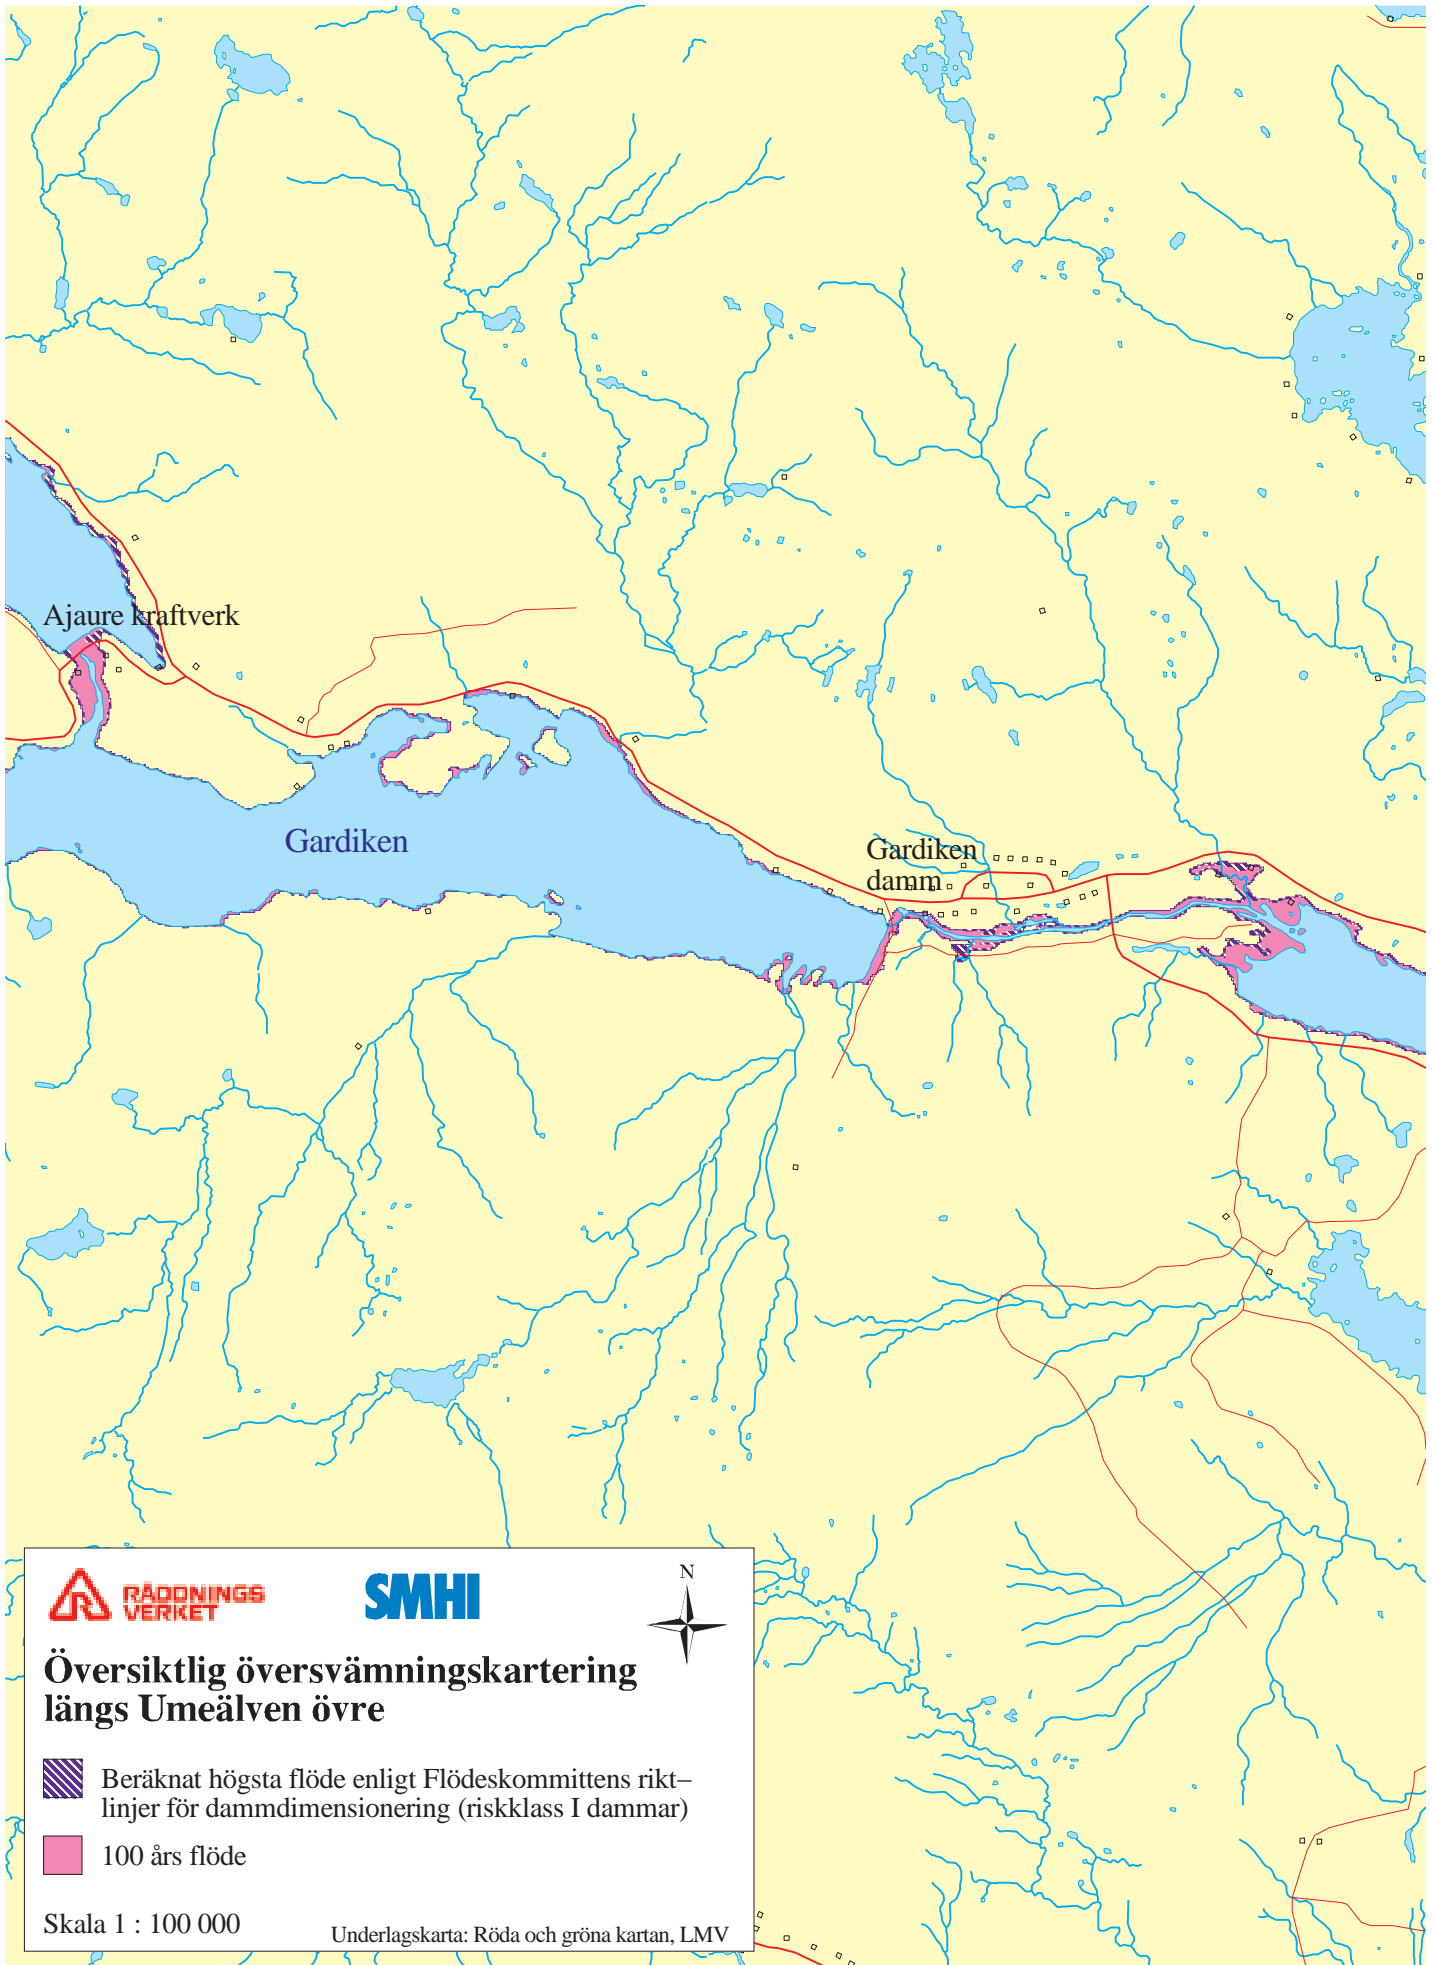 Ajaure kraftverk
Gardiken
Gardiken
damm
N
RÄDDNINGS
VERKET
SMHI
Översiktlig översvämningskartering
längs Umeälven övre
Beräknat högsta flöde enligt Flödeskommittens rikt–
linjer för dammdimensionering (riskklass I dammar)
100 års flöde
Skala 1 : 100 000
Underlagskarta: Röda och gröna kartan, LMV